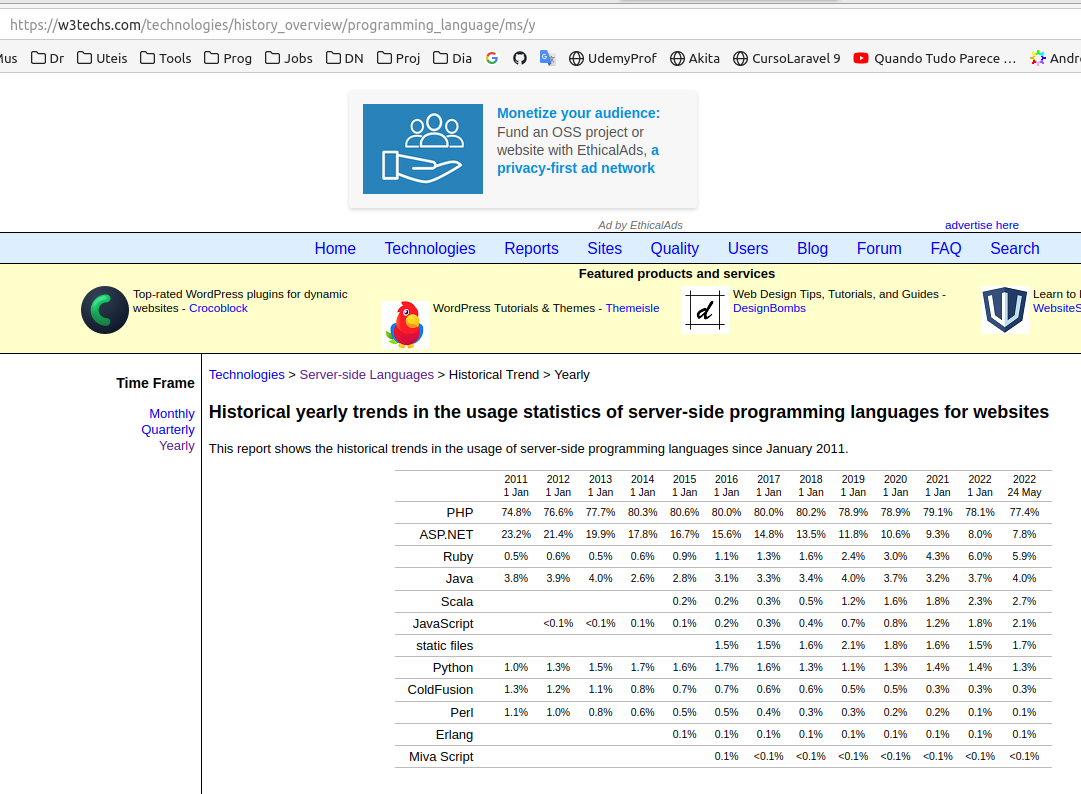 https://w3techs.com/technologies/history_overview/programming_language/ms/y
Dr Uteis Tools Prog Jobs DN Proj Dia UdemyProf Akita CursoLaravel 9 Quando Tudo Parece …
Monetize your audience:
Fund an OSS project or
website with EthicalAds, a
privacy-first ad network
Ad by EthicalAds
advertise here
Home Technologies Reports Sites Quality Users Blog Forum FAQ Search
Featured products and services
Top-rated WordPress plugins for dynamic
websites - Crocoblock
WordPress Tutorials & Themes - Themeisle
Web Design Tips, Tutorials, and Guides -
DesignBombs
Learn to
WebsiteS
Time Frame
Monthly
Quarterly
Yearly
Technologies > Server-side Languages > Historical Trend > Yearly
Historical yearly trends in the usage statistics of server-side programming languages for websites
This report shows the historical trends in the usage of server-side programming languages since January 2011.
2011 2012 2013 2014 2015 2016 2017 2018 2019 2020 2021 2022 2022
1 Jan 1 Jan 1 Jan 1 Jan 1 Jan 1 Jan 1 Jan 1 Jan 1 Jan 1 Jan 1 Jan 1 Jan 24 May
PHP 74.8% 76.6% 77.7% 80.3% 80.6% 80.0% 80.0% 80.2% 78.9% 78.9% 79.1% 78.1% 77.4%
ASP.NET 23.2% 21.4% 19.9% 17.8% 16.7% 15.6% 14.8% 13.5% 11.8% 10.6% 9.3% 8.0% 7.8%
Ruby 0.5% 0.6% 0.5% 0.6% 0.9% 1.1% 1.3% 1.6% 2.4% 3.0% 4.3% 6.0% 5.9%
Java 3.8% 3.9% 4.0% 2.6% 2.8% 3.1% 3.3% 3.4% 4.0% 3.7% 3.2% 3.7% 4.0%
Scala 0.2% 0.2% 0.3% 0.5% 1.2% 1.6% 1.8% 2.3% 2.7%
JavaScript <0.1% <0.1% 0.1% 0.1% 0.2% 0.3% 0.4% 0.7% 0.8% 1.2% 1.8% 2.1%
static files 1.5% 1.5% 1.6% 2.1% 1.8% 1.6% 1.5% 1.7%
Python 1.0% 1.3% 1.5% 1.7% 1.6% 1.7% 1.6% 1.3% 1.1% 1.3% 1.4% 1.4% 1.3%
ColdFusion 1.3% 1.2% 1.1% 0.8% 0.7% 0.7% 0.6% 0.6% 0.5% 0.5% 0.3% 0.3% 0.3%
Perl 1.1% 1.0% 0.8% 0.6% 0.5% 0.5% 0.4% 0.3% 0.3% 0.2% 0.2% 0.1% 0.1%
Erlang 0.1% 0.1% 0.1% 0.1% 0.1% 0.1% 0.1% 0.1% 0.1%
Miva Script 0.1% <0.1% <0.1% <0.1% <0.1% <0.1% <0.1% <0.1%